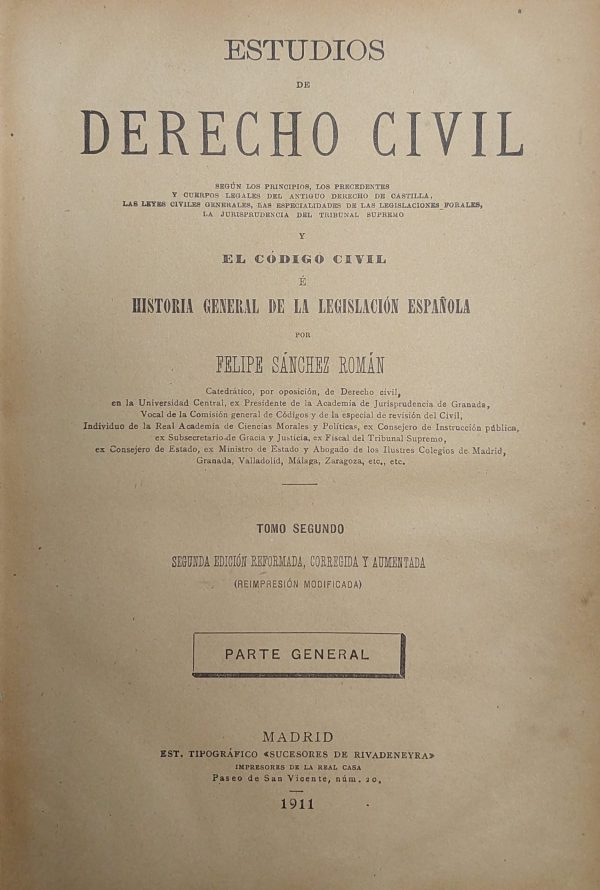 ESTUDIOS
DE
DERECHO CIVIL
SEGÚN LOS PRINCIPIOS, LOS PRECEDENTES
Y CUERPOS LEGALES DEL ANTIGUO DERECHO DE CASTILLA,
LAS LEYES CIVILES GENERALES, LAS ESPECIALIDADES DE LAS LEGISLACIONES FORALES,
LA JURISPRUDENCIA DEL TRIBUNAL SUPREMO
Y
EL CÓDIGO CIVIL
É
HISTORIA GENERAL DE LA LEGISLACIÓN ESPAÑOLA
POR
FELIPE SÁNCHEZ ROMÁN
Catedrático, por oposición, de Derecho civil,
en la Universidad Central, ex Presidente de la Academia de Jurisprudencia de Granada,
Vocal de la Comisión general de Códigos y de la especial de revisión del Civil,
Individuo de la Real Academia de Ciencias Morales y Políticas, ex Consejero de Instrucción pública,
ex Subsecretario de Gracia y Justicia, ex Fiscal del Tribunal Supremo,
ex Consejero de Estado, ex Ministro de Estado y Abogado de los Ilustres Colegios de Madrid,
Granada, Valladolid, Málaga, Zaragoza, etc., etc.
TOMO SEGUNDO
SEGUNDA EDICIÓN REFORMADA, CORREGIDA Y AUMENTADA
(REIMPRESIÓN MODIFICADA)
PARTE GENERAL
MADRID
EST. TIPOGRÁFICO «SUCESORES DE RIVADENEYRA»
IMPRESORES DE LA REAL CASA
Paseo de San Vicente, núm. 20.
1911